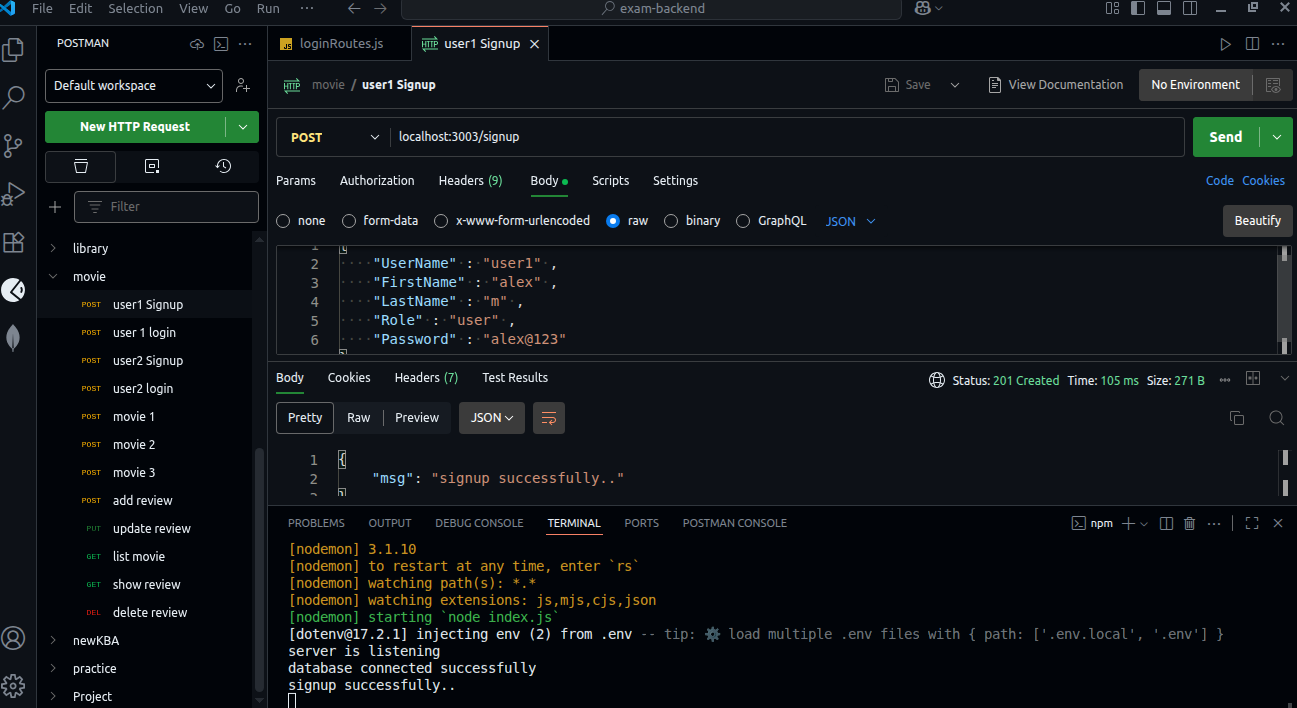 File Edit Selection View Go Run ··· exam-backend
POSTMAN
loginRoutes.js
user1 Signup
Default workspace
New HTTP Request
Filter
library
movie
POST user1 Signup
POST user 1 login
POST user2 Signup
POST user2 login
POST movie 1
POST movie 2
POST movie 3
POST add review
PUT update review
GET list movie
GET show review
DEL delete review
newKBA
practice
Project
HTTP movie / user1 Signup
Save
View Documentation
No Environment
POST localhost:3003/signup
Send
Params Authorization Headers (9) Body Scripts Settings
Code Cookies
none form-data x-www-form-urlencoded raw binary GraphQL JSON
Beautify
1 {
2 "UserName" : "user1" ,
3 "FirstName" : "alex" ,
4 "LastName" : "m" ,
5 "Role" : "user" ,
6 "Password" : "alex@123"
}
Body Cookies Headers (7) Test Results
Status: 201 Created Time: 105 ms Size: 271 B
Pretty Raw Preview JSON
1 {
2 "msg": "signup successfully.."
3 }
PROBLEMS OUTPUT DEBUG CONSOLE TERMINAL PORTS POSTMAN CONSOLE
npm
[nodemon] 3.1.10
[nodemon] to restart at any time, enter `rs`
[nodemon] watching path(s): *.*
[nodemon] watching extensions: js,mjs,cjs,json
[nodemon] starting `node index.js`
[dotenv@17.2.1] injecting env (2) from .env -- tip: ⚙️ load multiple .env files with { path: ['.env.local', '.env'] }
server is listening
database connected successfully
signup successfully..